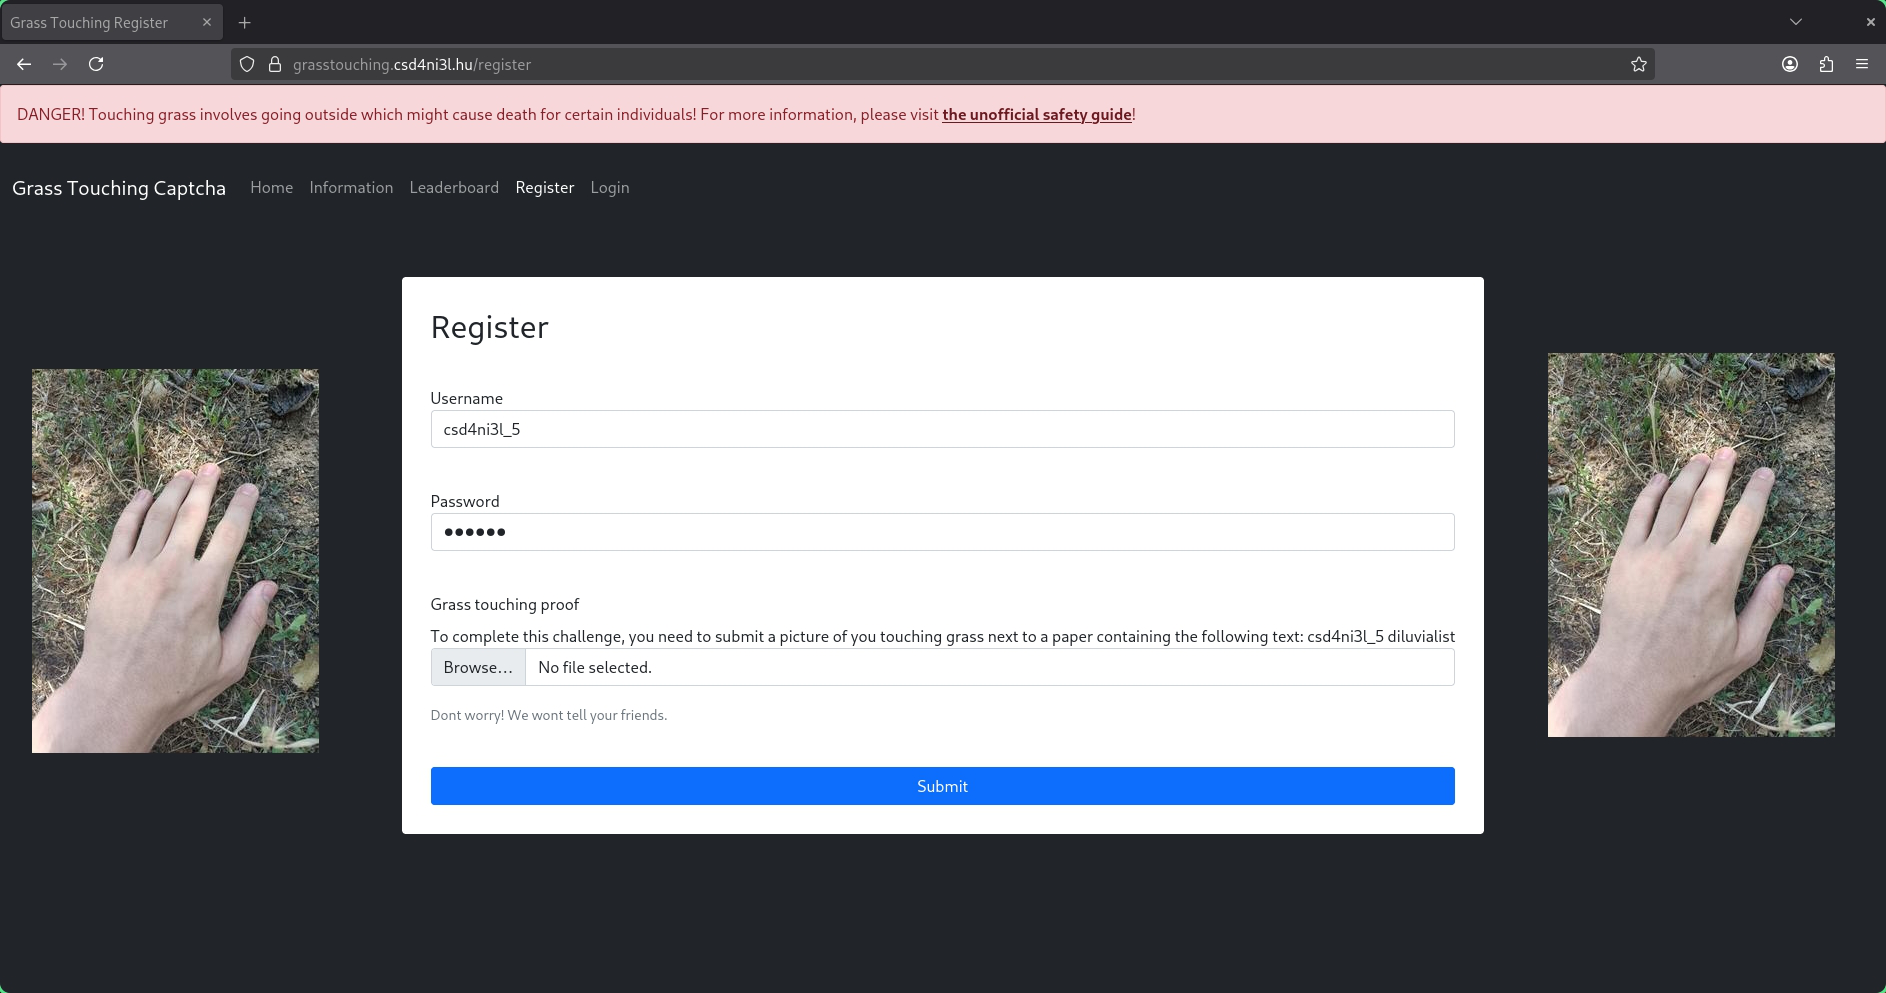 Grass Touching Register
grasstouching.csd4ni3l.hu/register
DANGER! Touching grass involves going outside which might cause death for certain individuals! For more information, please visit the unofficial safety guide!
Grass Touching Captcha Home Information Leaderboard Register Login
Register
Username
csd4ni3l_5
Password
●●●●●●
Grass touching proof
To complete this challenge, you need to submit a picture of you touching grass next to a paper containing the following text: csd4ni3l_5 diluvialist
Browse... No file selected.
Dont worry! We wont tell your friends.
Submit